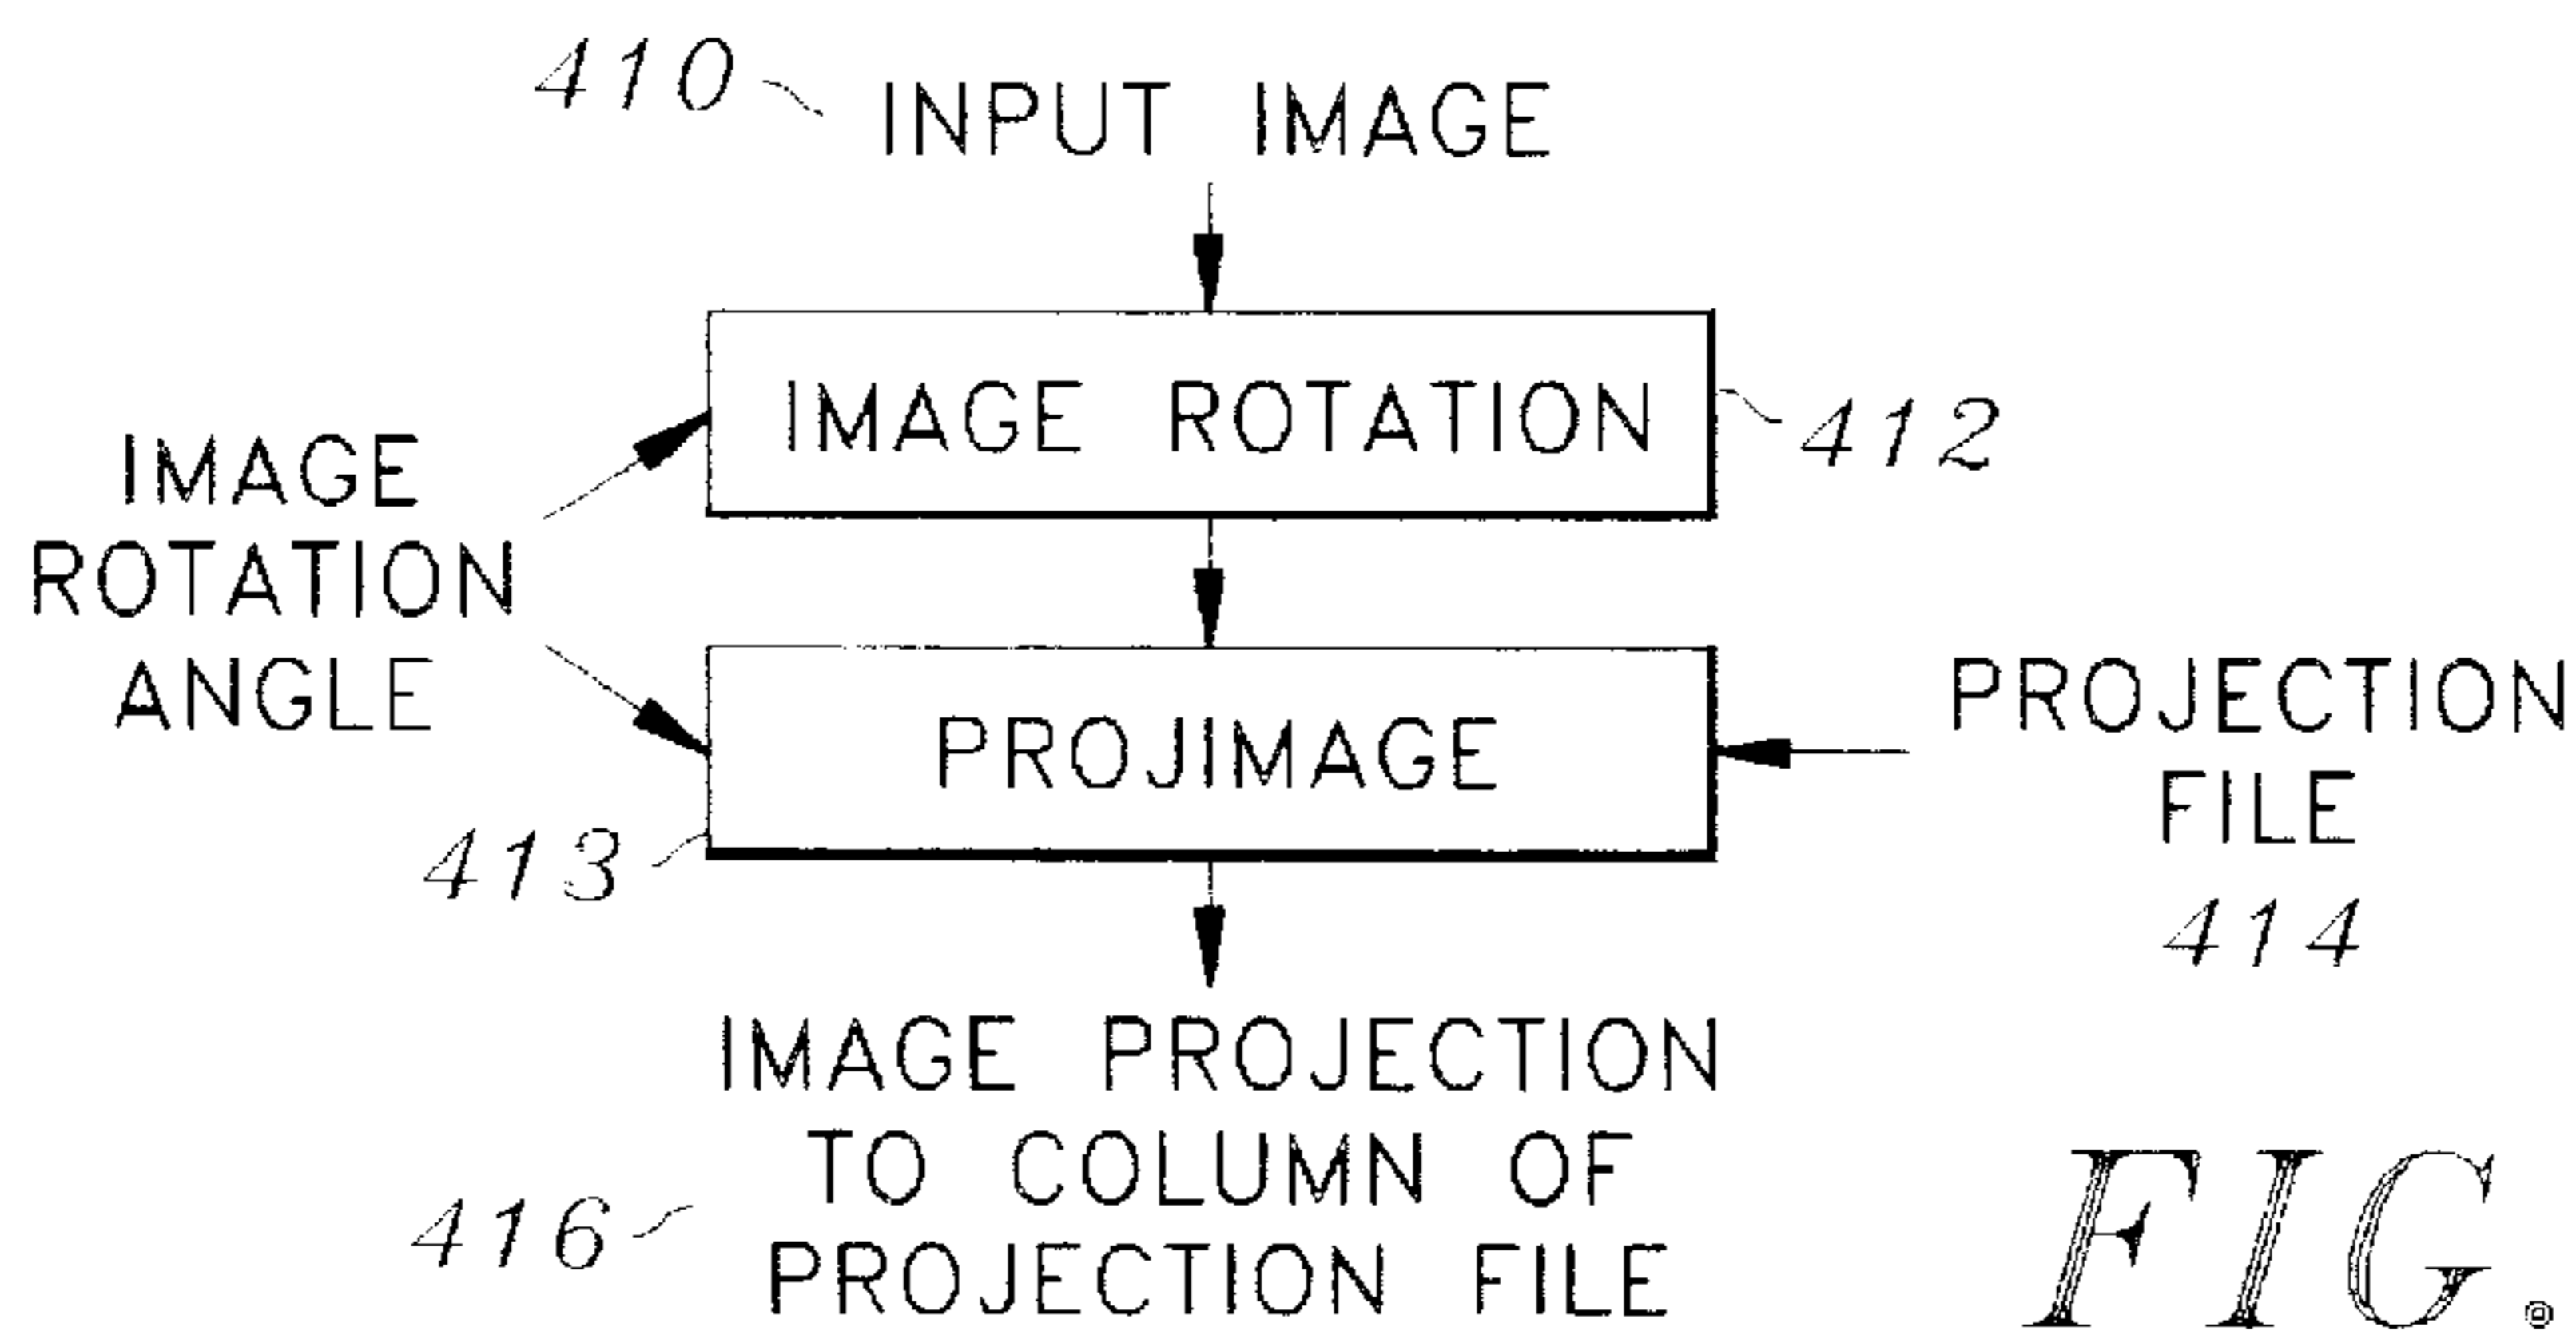 410 INPUT IMAGE
IMAGE ROTATION 412
IMAGE
ROTATION
ANGLE
PROJIMAGE
413
PROJECTION
FILE
414
IMAGE PROJECTION
TO COLUMN OF
PROJECTION FILE
416
FIG.